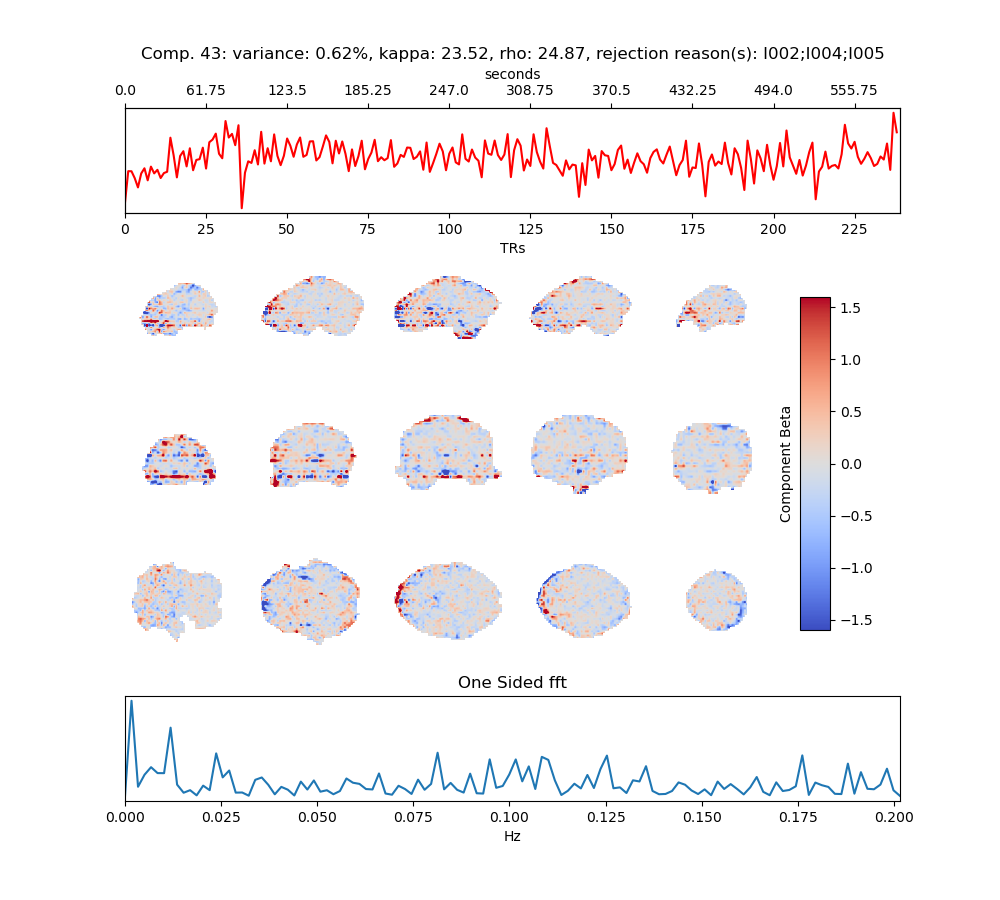 Comp. 43: variance: 0.62%, kappa: 23.52, rho: 24.87, rejection reason(s): I002;I004;I005
seconds
0.0 61.75 123.5 185.25 247.0 308.75 370.5 432.25 494.0 555.75
0 25 50 75 100 125 150 175 200 225
TRs
1.5
1.0
0.5
0.0
−0.5
−1.0
−1.5
Component Beta
One Sided fft
0.000 0.025 0.050 0.075 0.100 0.125 0.150 0.175 0.200
Hz